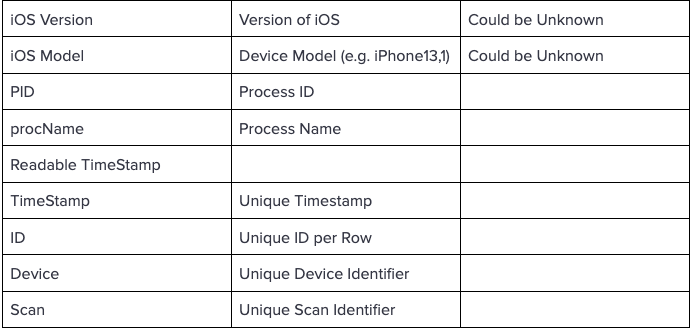 iOS Version Version of iOS Could be Unknown
iOS Model Device Model (e.g. iPhone13,1) Could be Unknown
PID Process ID
procName Process Name
Readable TimeStamp
TimeStamp Unique Timestamp
ID Unique ID per Row
Device Unique Device Identifier
Scan Unique Scan Identifier